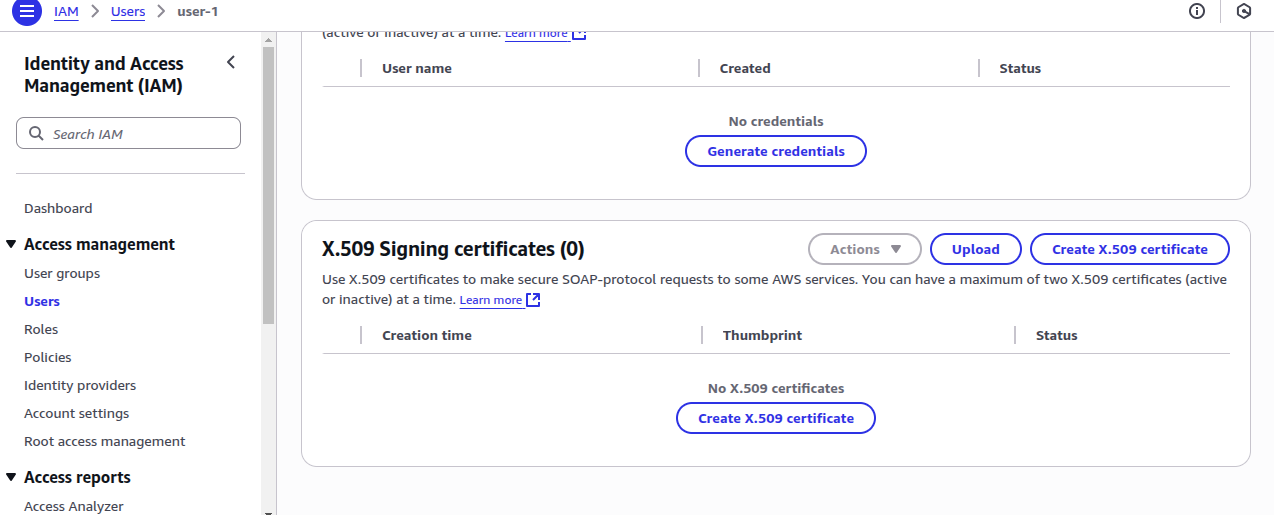 IAM > Users > user-1
Identity and Access
Management (IAM)
Search IAM
Dashboard
Access management
User groups
Users
Roles
Policies
Identity providers
Account settings
Root access management
Access reports
Access Analyzer
(active or inactive) at a time. Learn more
User name Created Status
No credentials
Generate credentials
X.509 Signing certificates (0) Actions Upload Create X.509 certificate
Use X.509 certificates to make secure SOAP-protocol requests to some AWS services. You can have a maximum of two X.509 certificates (active
or inactive) at a time. Learn more
Creation time Thumbprint Status
No X.509 certificates
Create X.509 certificate